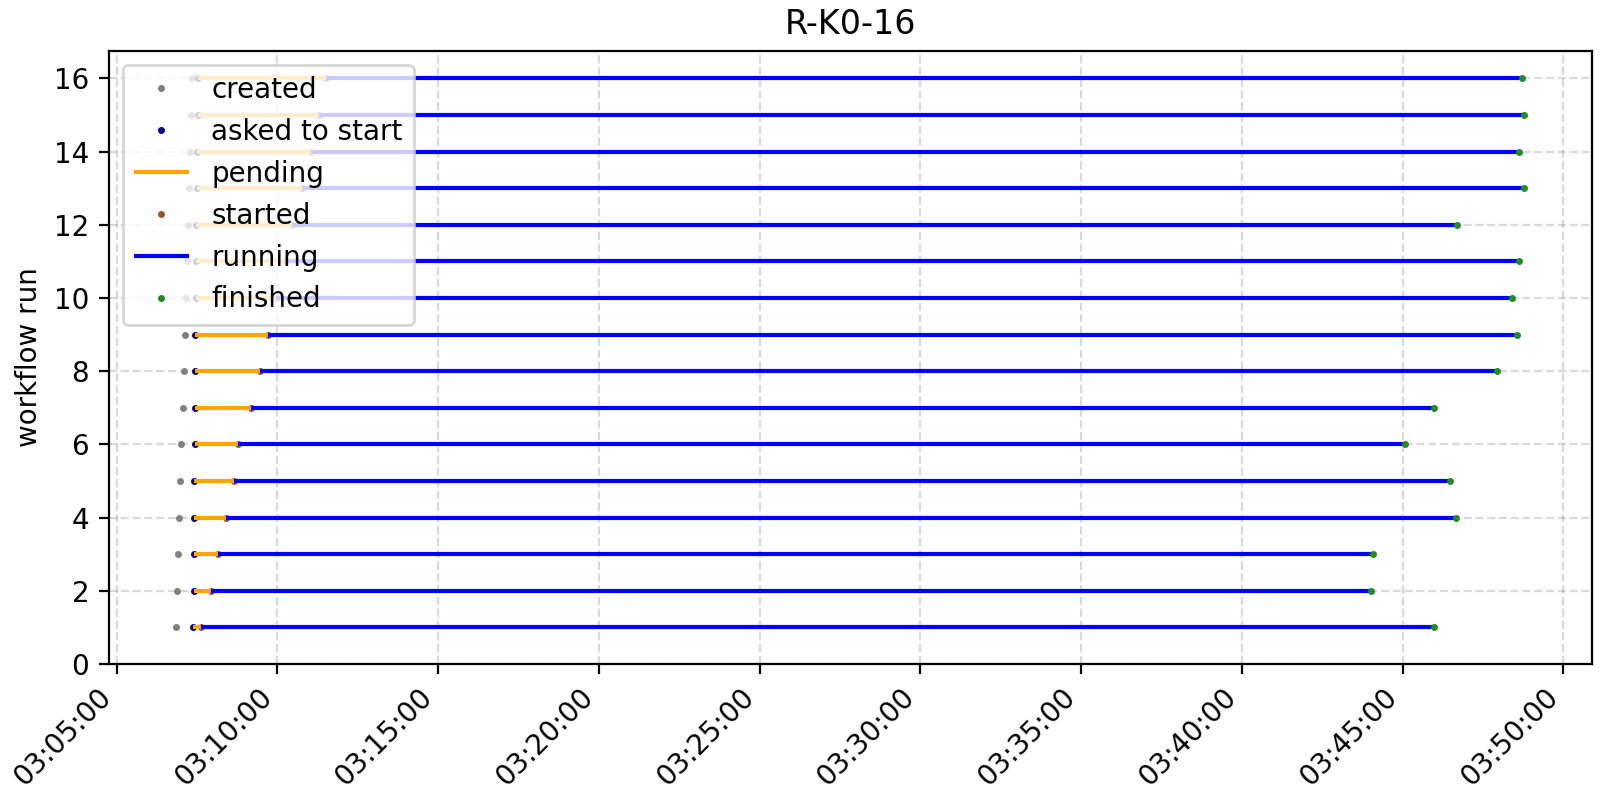 R-K0-16
16
14
12
10
8
6
4
2
0
workflow run
created
asked to start
pending
started
running
finished
03:05:00
03:10:00
03:15:00
03:20:00
03:25:00
03:30:00
03:35:00
03:40:00
03:45:00
03:50:00